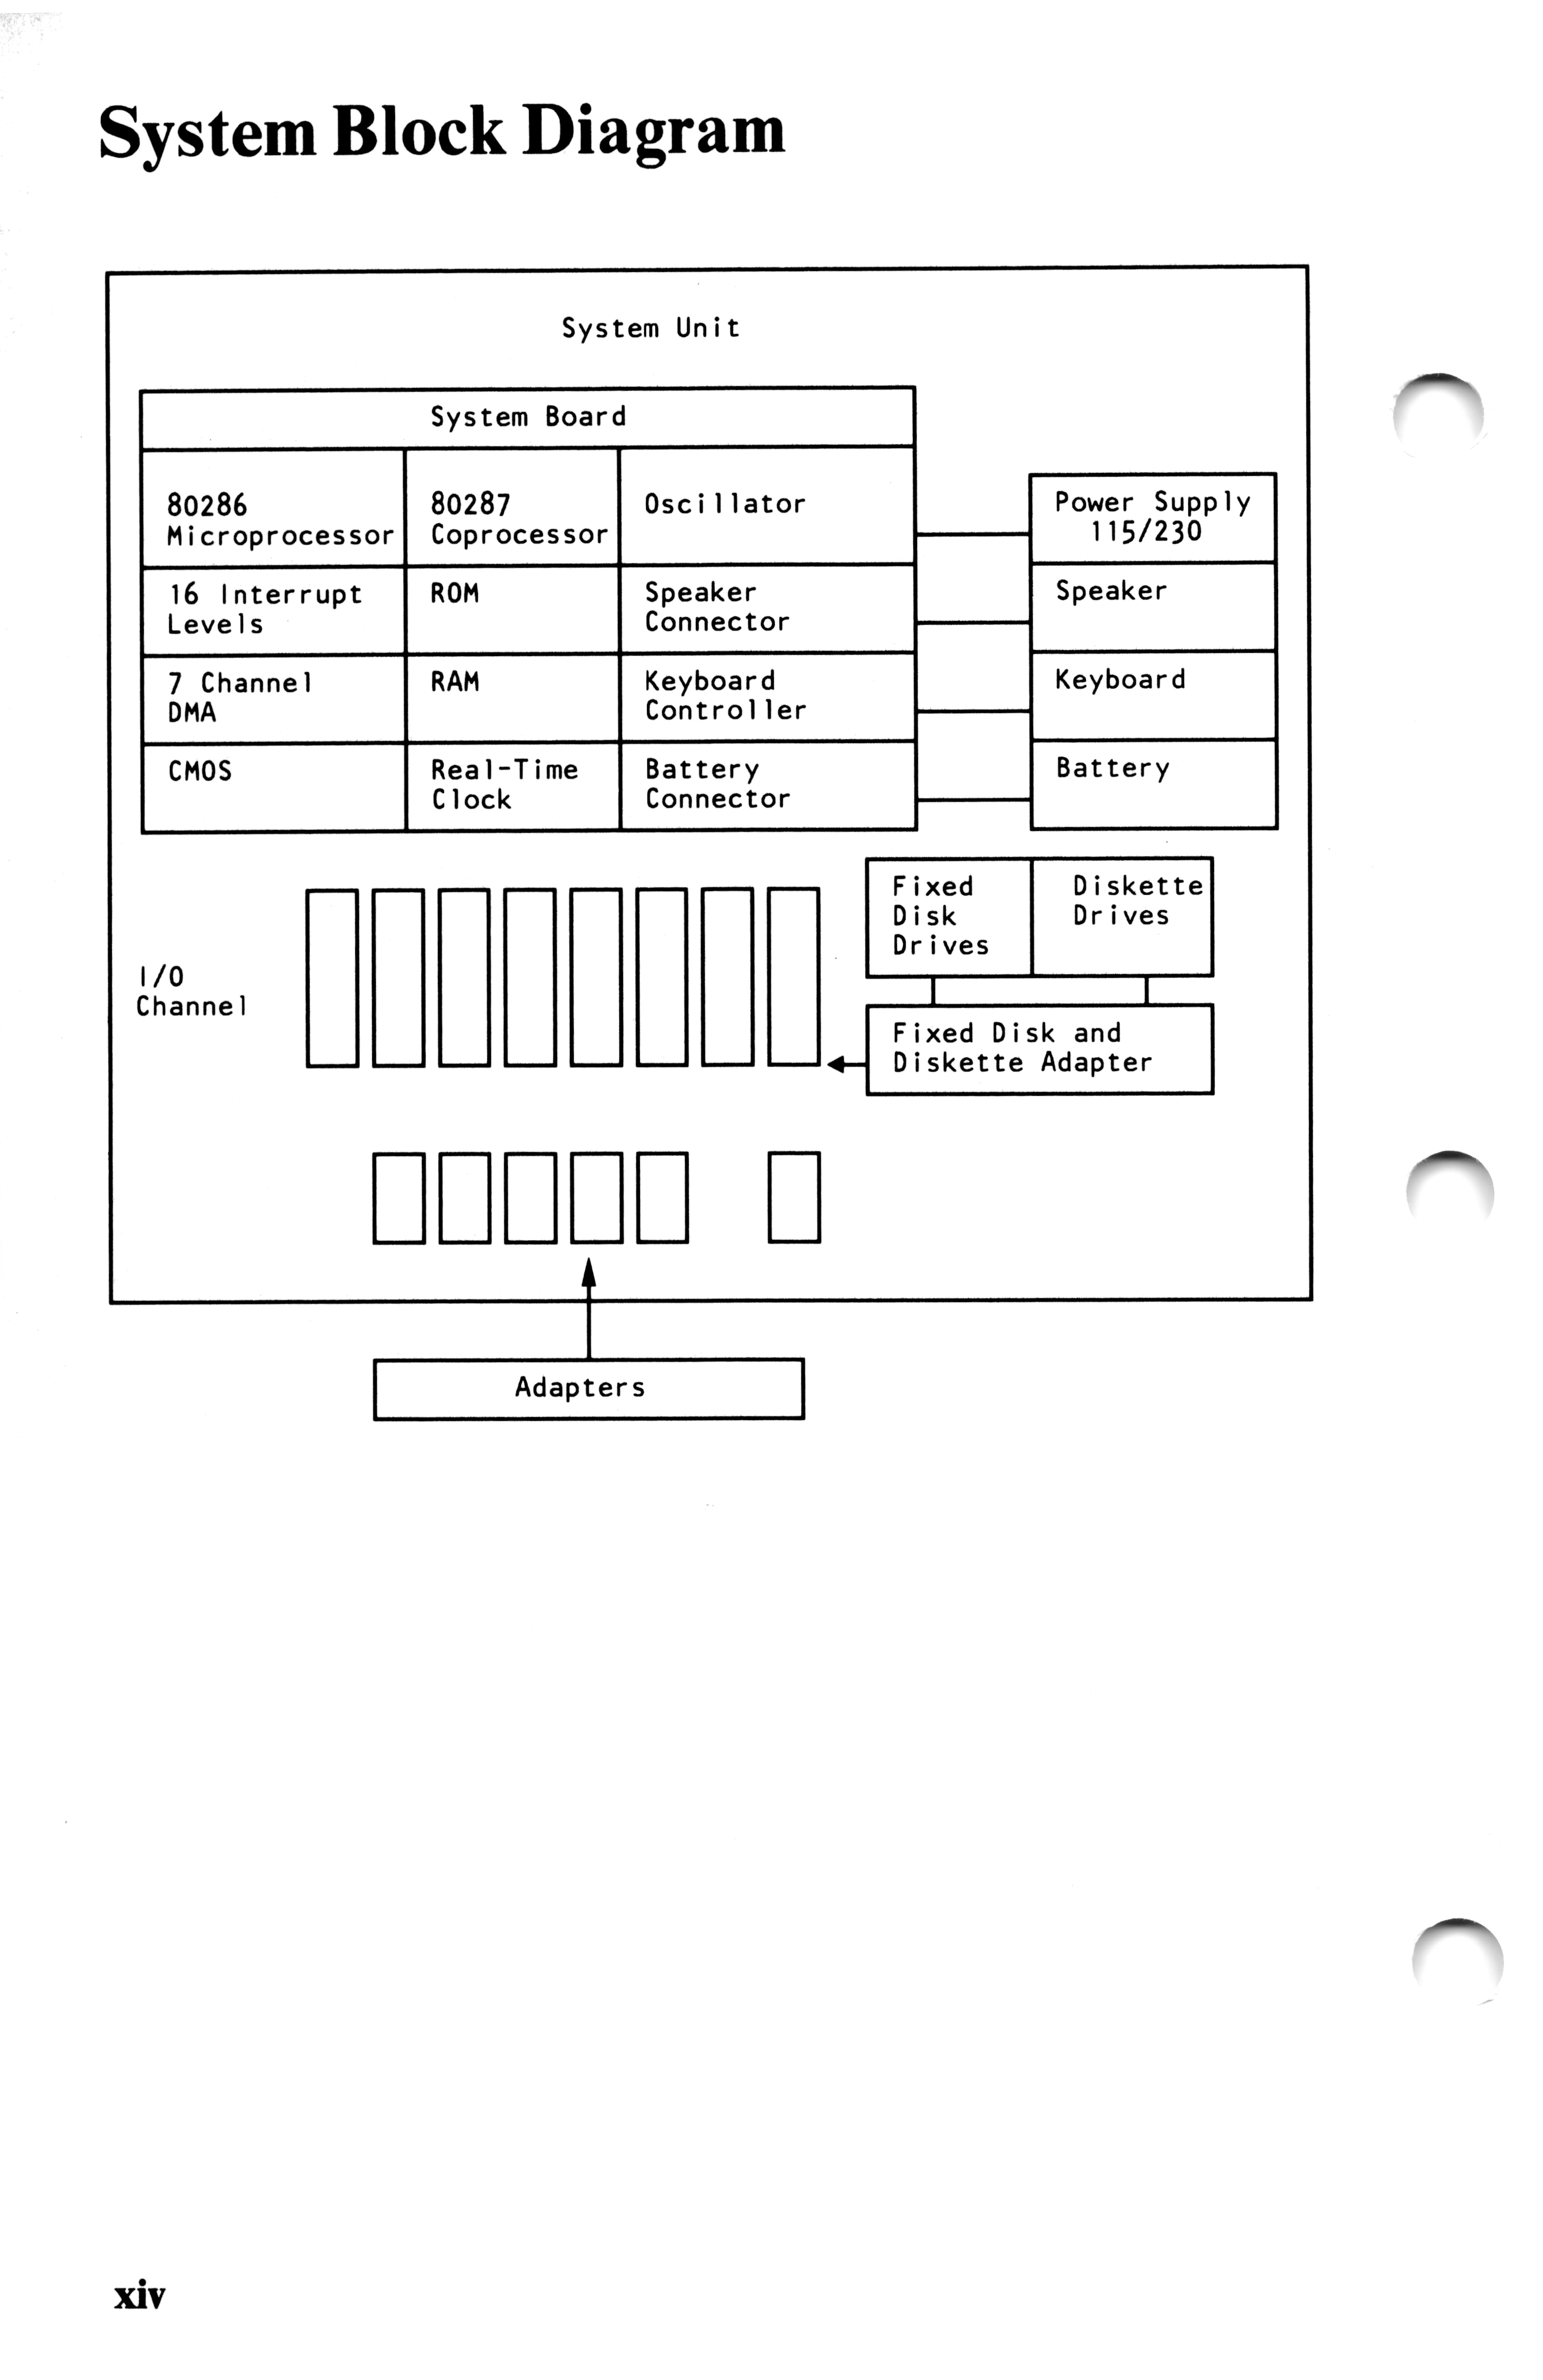 System Block Diagram
System Unit
System Board
80286
Microprocessor
80287
Coprocessor
Oscillator
Power Supply
115/230
16 Interrupt
Levels
ROM
Speaker
Connector
Speaker
7 Channel
DMA
RAM
Keyboard
Controller
Keyboard
CMOS
Real-Time
Clock
Battery
Connector
Battery
Fixed
Disk
Drives
Diskette
Drives
I/O
Channel
Fixed Disk and
Diskette Adapter
Adapters
xiv